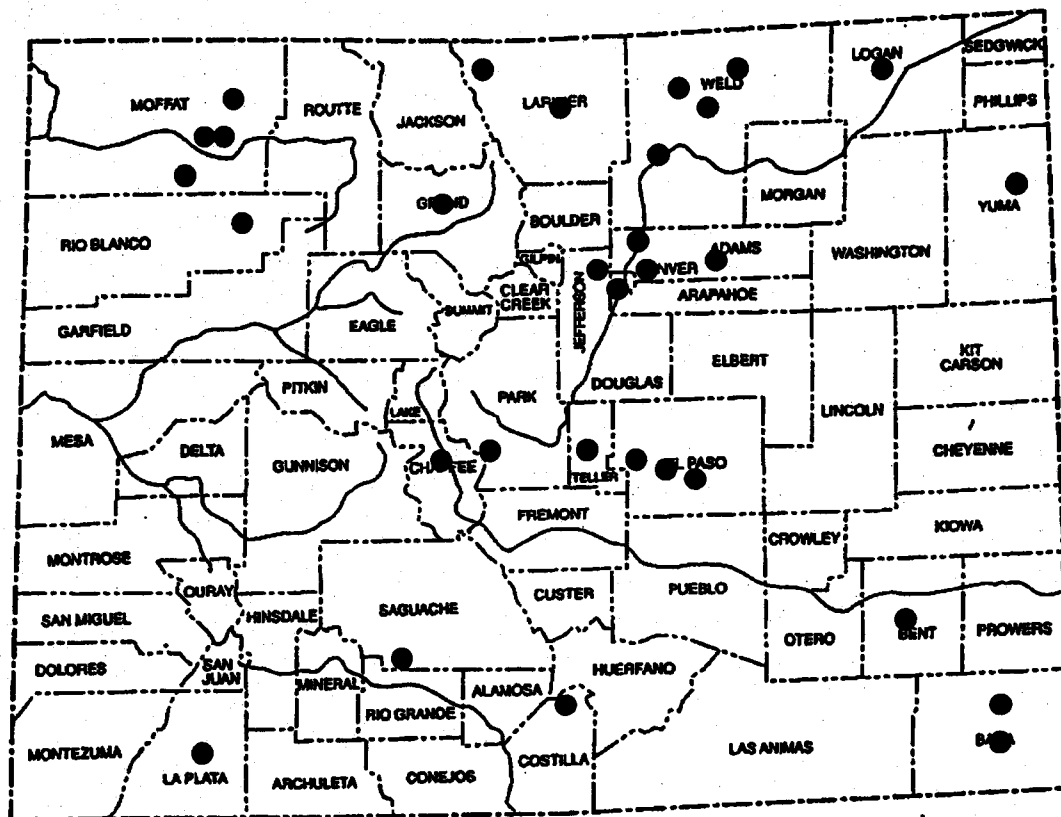 LOGAN
SEDGWICK
MOFFAT
ROUTTE
JACKSON
LARIMER
WELD
PHILLIPS
GRAND
BOULDER
MORGAN
YUMA
RIO BLANCO
GILPIN
ADAMS
WASHINGTON
NVER
CLEAR
CREEK
ARAPAHOE
GARFIELD
EAGLE
SUMMIT
JEFFERSON
ELBERT
KIT
CARSON
PITKIN
LAKE
PARK
DOUGLAS
LINCOLN
MESA
DELTA
GUNNISON
CHAFFEE
TELLER
L PASO
CHEYENNE
FREMONT
CROWLEY
KIOWA
MONTROSE
OURAY
SAN MIGUEL
HINSDALE
SAGUACHE
CUSTER
PUEBLO
OTERO
BENT
PROWERS
DOLORES
SAN
JUAN
MINERAL
ALAMOSA
HUERFANO
RIO GRANDE
MONTEZUMA
LA PLATA
ARCHULETA
CONEJOS
COSTILLA
LAS ANIMAS
BACA